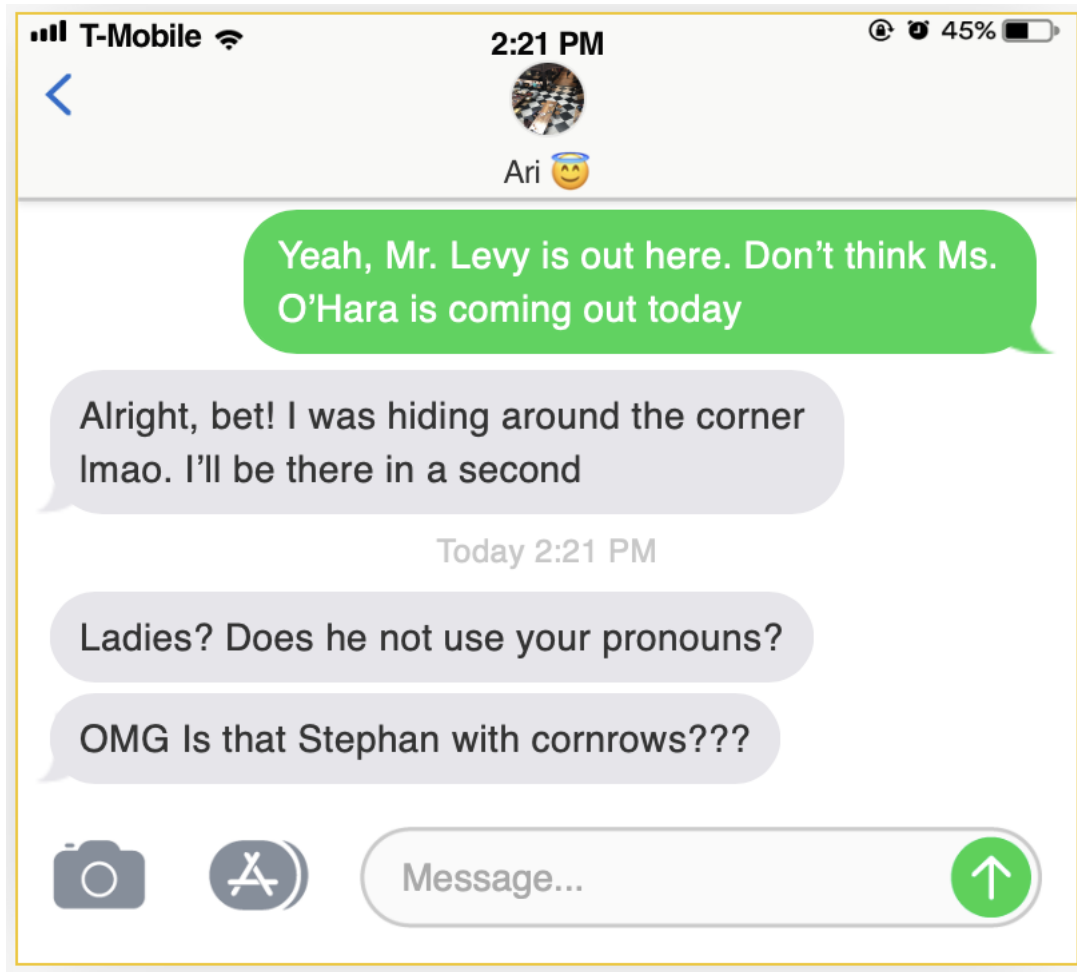 T-Mobile
2:21 PM
45%
Ari
Yeah, Mr. Levy is out here. Don’t think Ms.
O’Hara is coming out today
Alright, bet! I was hiding around the corner
lmao. I’ll be there in a second
Today 2:21 PM
Ladies? Does he not use your pronouns?
OMG Is that Stephan with cornrows???
Message...